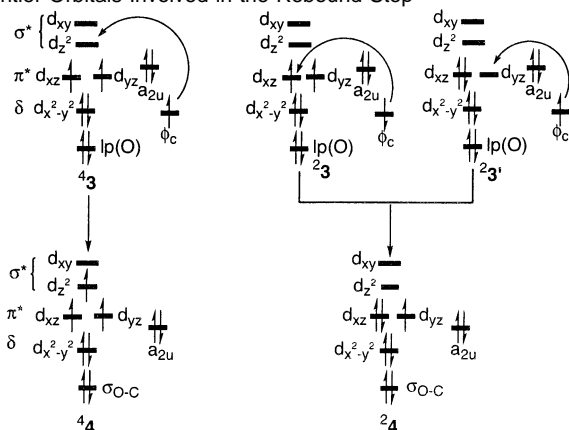 ntier Orbitals Involved in the Rebound Step
σ* { dxy
dz²
π* dxz dyz a2u
δ dx²-y² ϕc
lp(O)
⁴3
dxy
dz²
dxz dyz a2u
dx²-y² ϕc
lp(O)
²3
dxy
dz²
dxz dyz a2u
dx²-y² ϕc
lp(O)
²3'
σ* { dxy
dz²
π* dxz dyz
δ dx²-y² a2u
σO-C
⁴4
dxy
dz²
dxz dyz
dx²-y² a2u
σO-C
²4